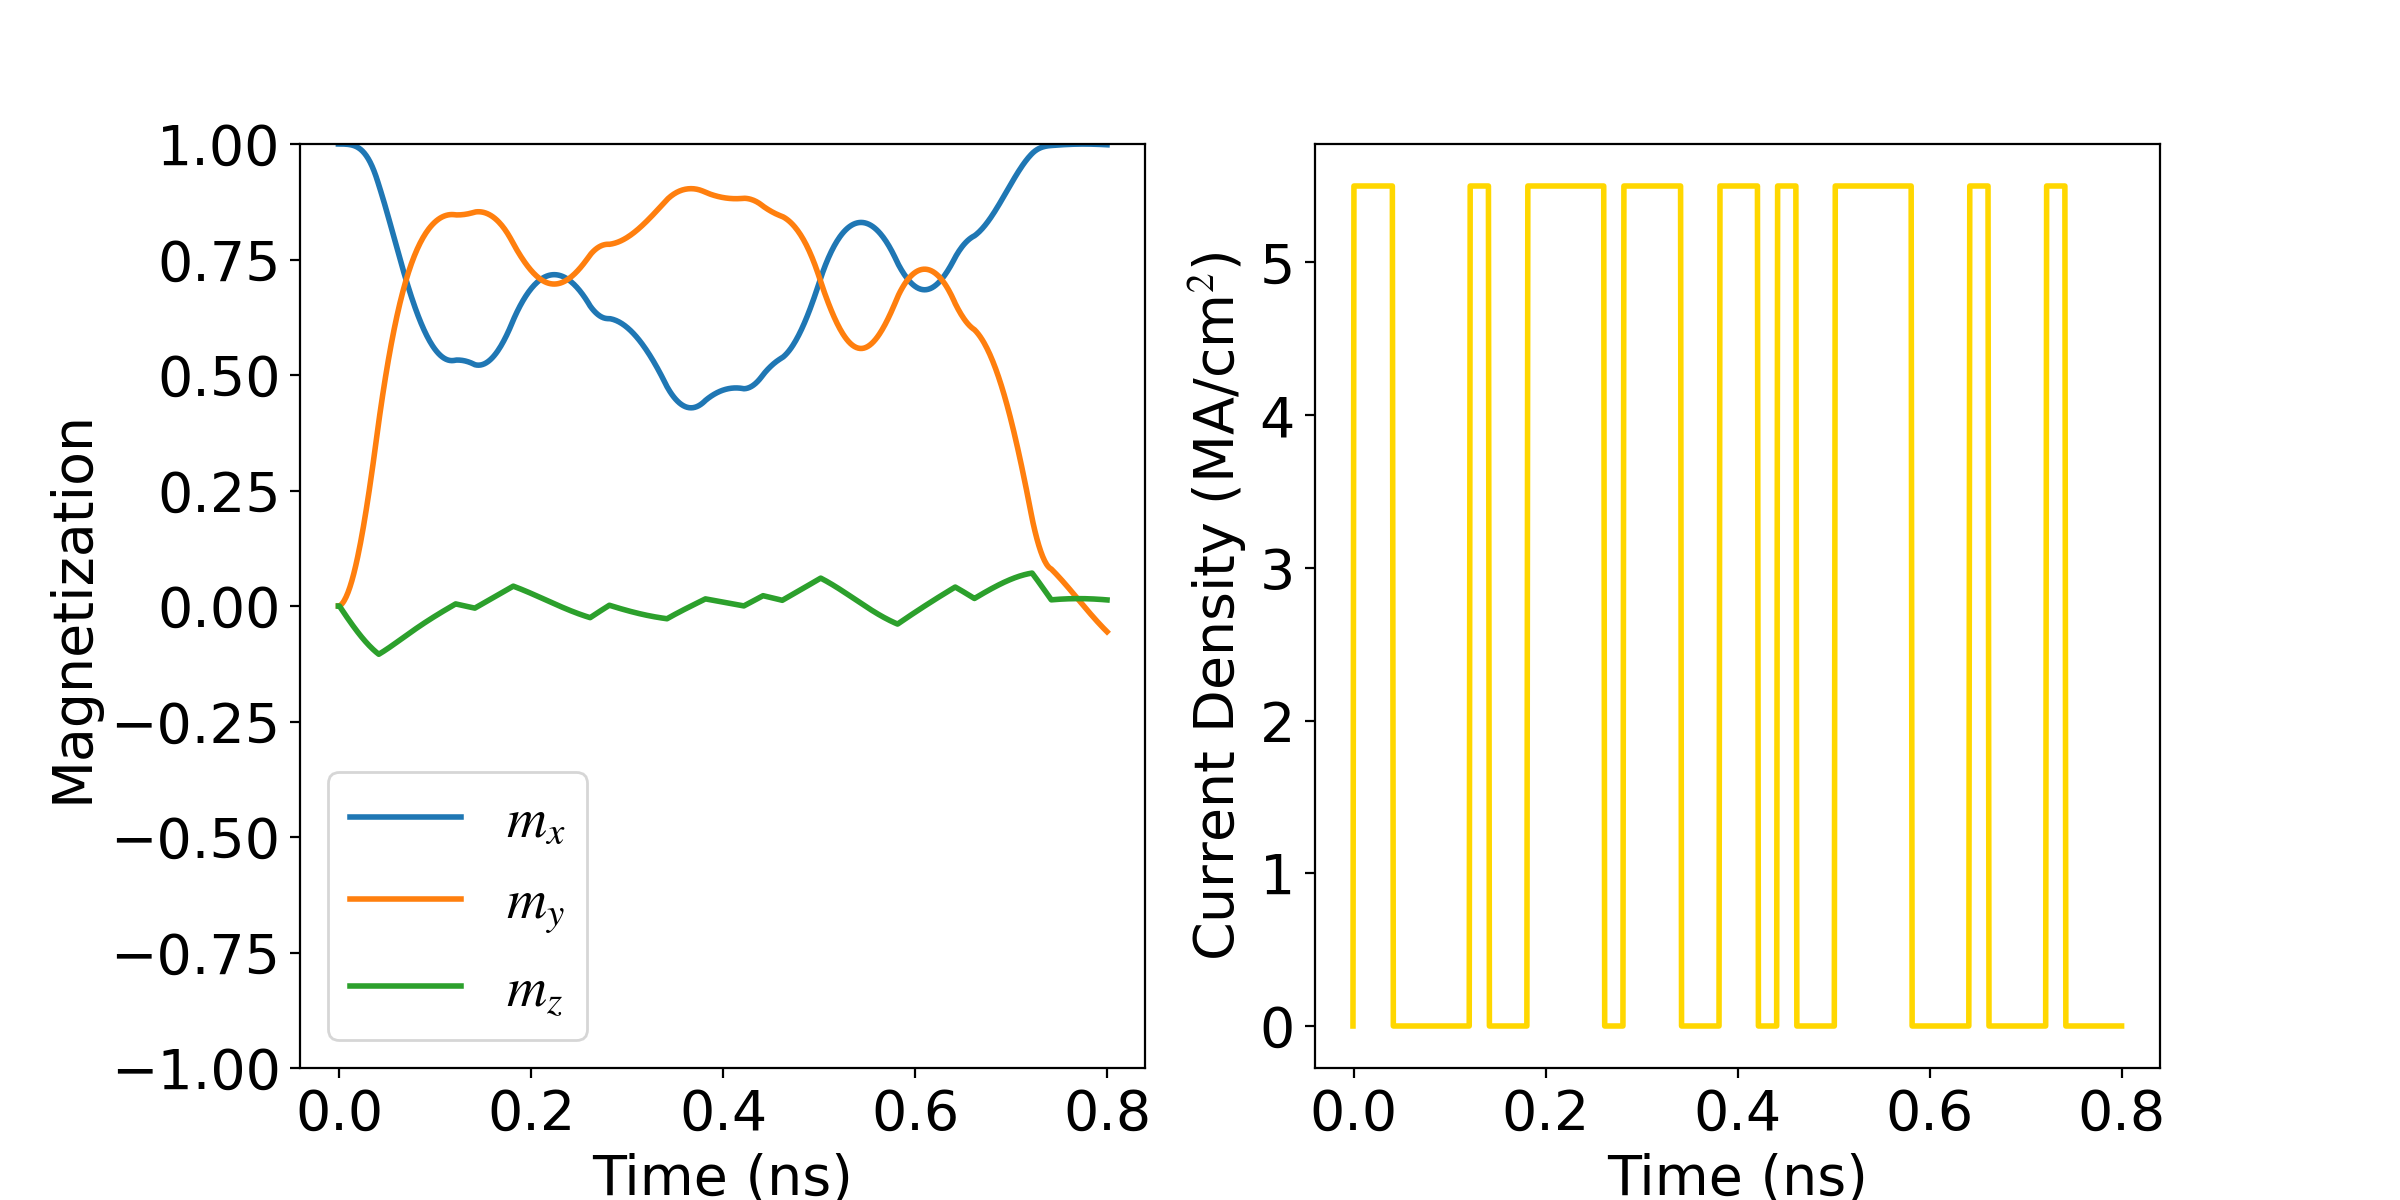 Magnetization
1.00
0.75
0.50
0.25
0.00
−0.25
−0.50
−0.75
−1.00
0.0 0.2 0.4 0.6 0.8
Time (ns)
m_x
m_y
m_z
Current Density (MA/cm²)
5
4
3
2
1
0
0.0 0.2 0.4 0.6 0.8
Time (ns)